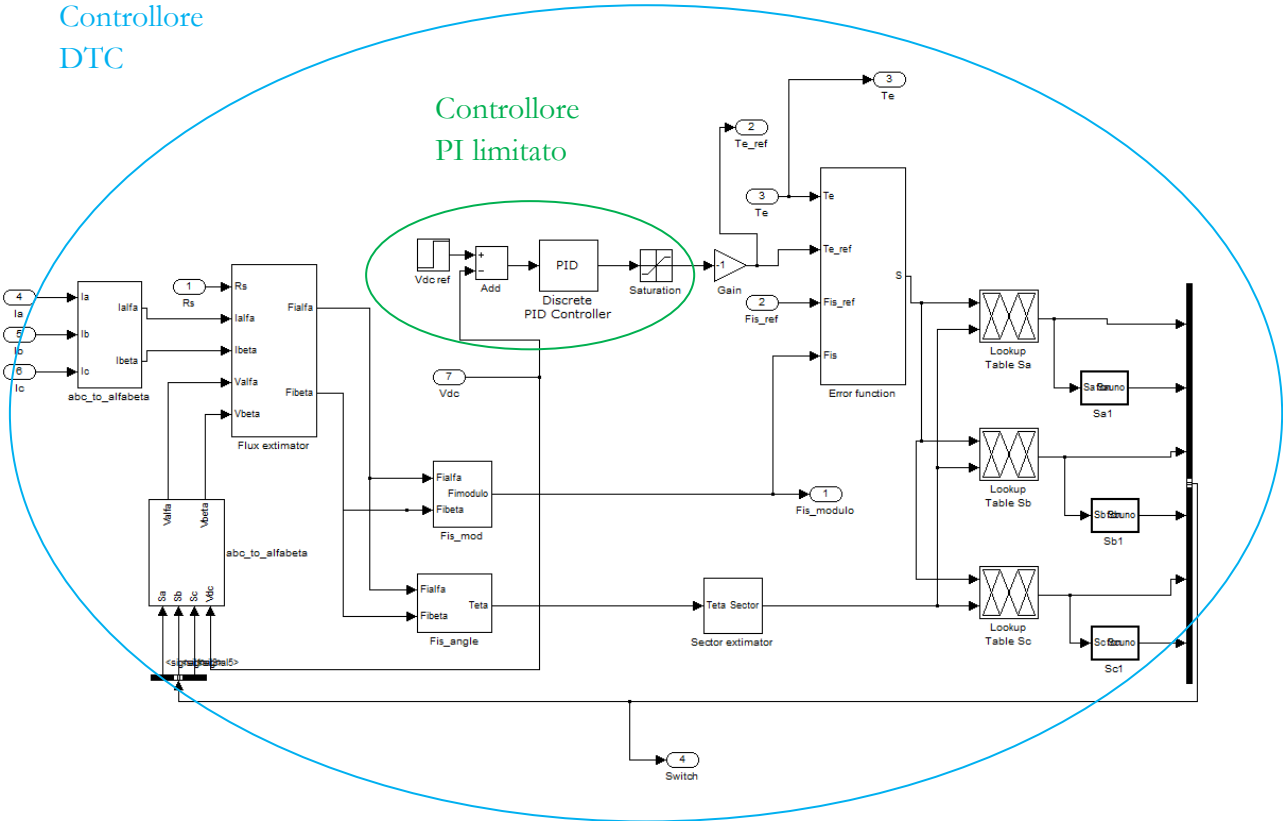 Controllore
DTC
Controllore
PI limitato
3
Te
2
Te_ref
3
Te
Te
Te_ref
Fis_ref
Fis
S
Error function
2
Fis_ref
Vdc ref
Add
PID
Discrete
PID Controller
Saturation
-1
Gain
4
Ia
5
6
Ic
Ia
Ib
Ic
Ialfa
Ibeta
abc_to_alfabeta
1
Rs
Rs
Ialfa
Ibeta
Valfa
Vbeta
Fialfa
Fibeta
Flux extimator
7
Vdc
Lookup
Table Sa
Sa1
Lookup
Table Sb
Sb1
Lookup
Table Sc
Sc1
Fialfa
Fibeta
Fimodulo
Fis_mod
1
Fis_modulo
Valfa
Vbeta
Sa
Sb
Sc
Vdc
abc_to_alfabeta
Fialfa
Fibeta
Teta
Fis_angle
Teta Sector
Sector extimator
4
Switch